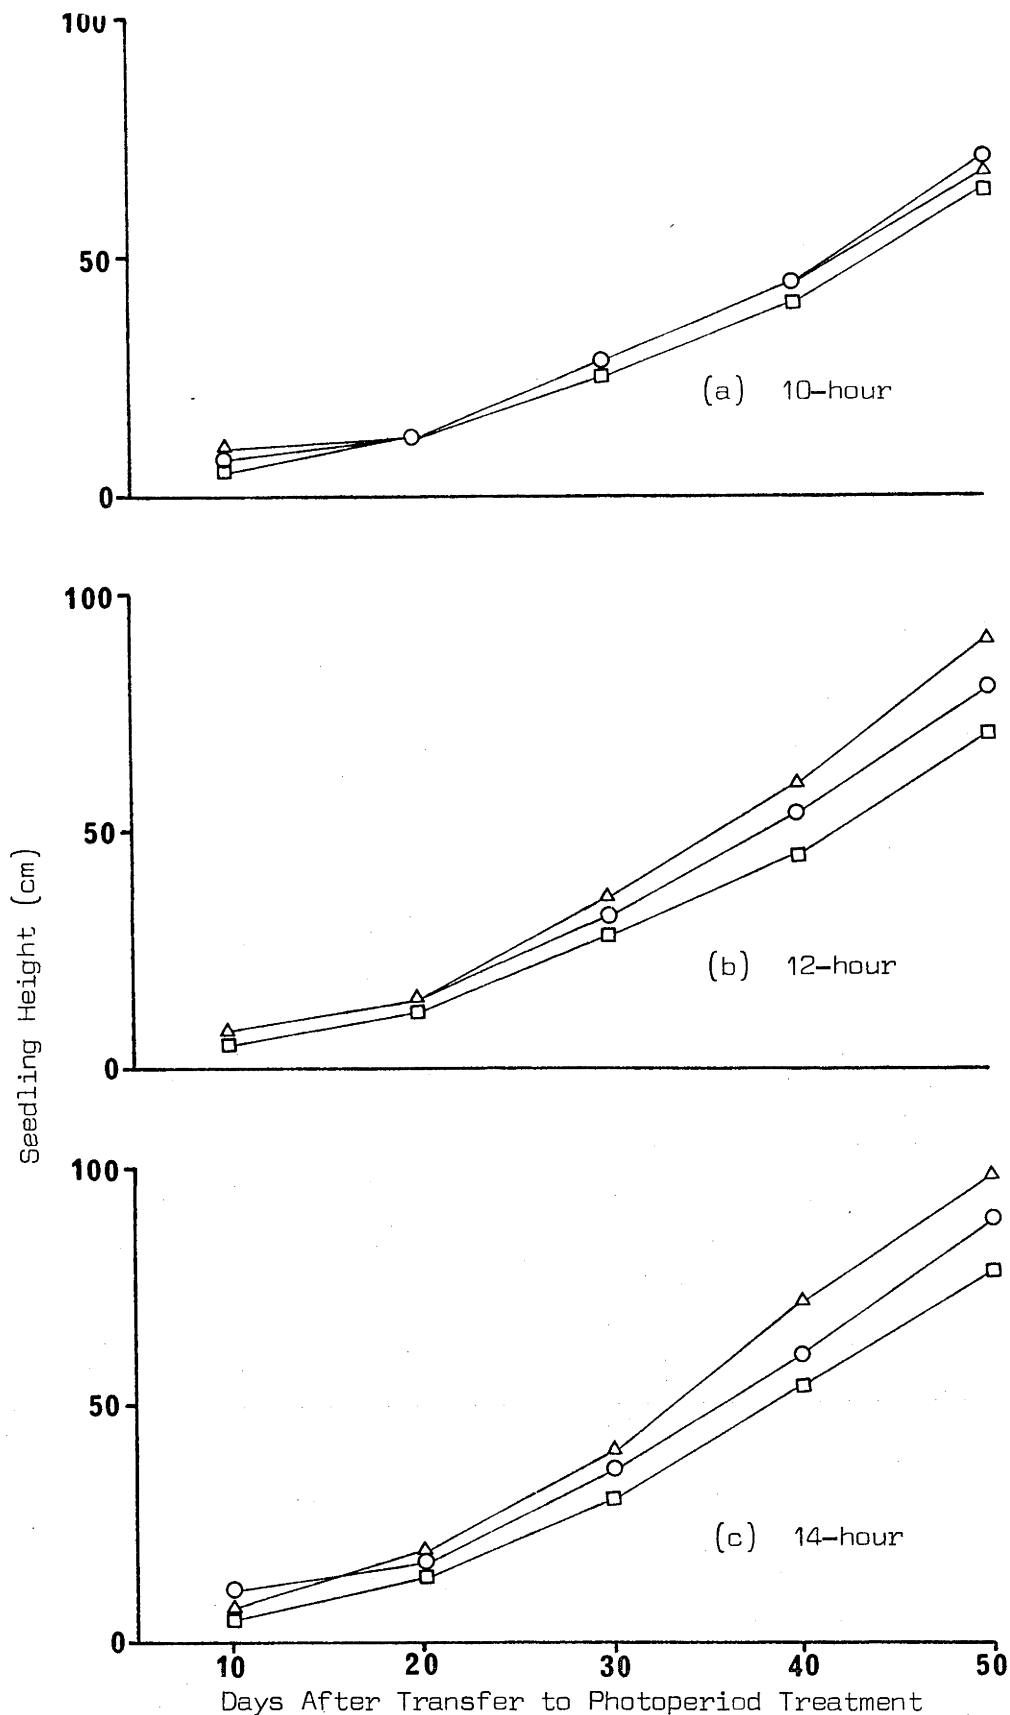 100
50
0
(a) 10-hour
100
50
0
(b) 12-hour
Seedling Height (cm)
100
50
0
(c) 14-hour
10 20 30 40 50
Days After Transfer to Photoperiod Treatment